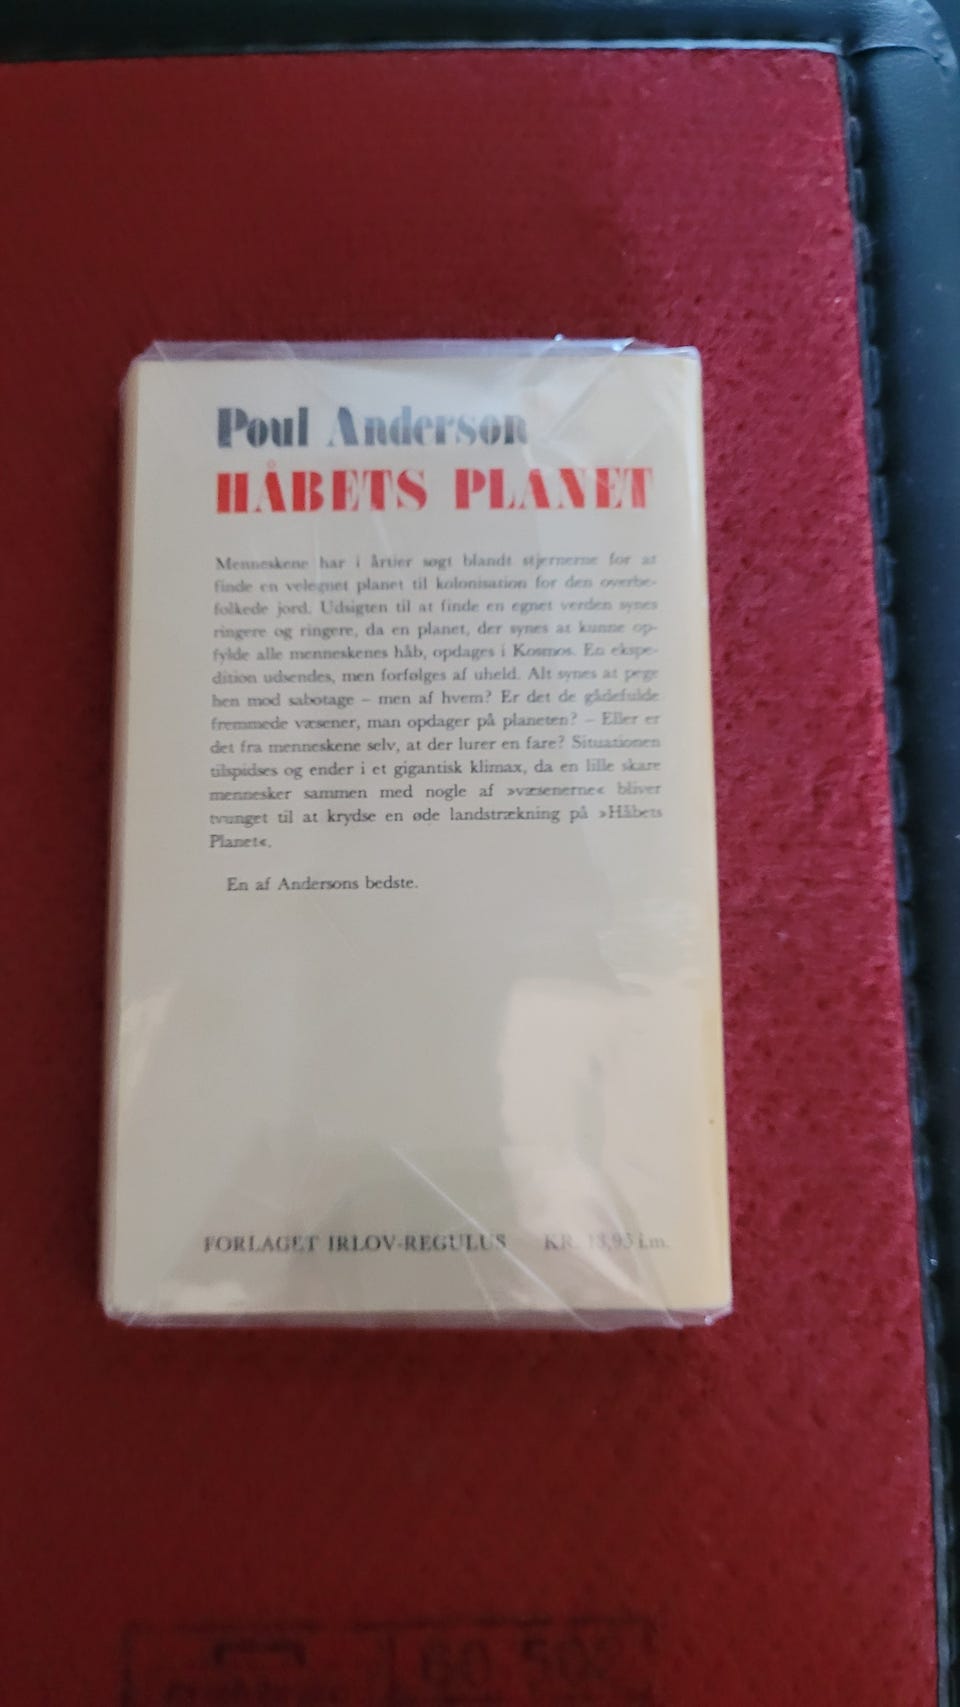 Poul Anderson
HÅBETS PLANET
Menneskene har i årtier søgt blandt stjernerne for at
finde en velegnet planet til kolonisation for den overbe-
folkede jord. Udsigten til at finde en egnet verden synes
ringere og ringere, da en planet, der synes at kunne op-
fylde alle menneskenes håb, opdages i Kosmos. En ekspe-
dition udsendes, men forfølges af uheld. Alt synes at pege
hen mod sabotage – men af hvem? Er det de gådefulde
fremmede væsener, man opdager på planeten? – Eller er
det fra menneskene selv, at der lurer en fare? Situationen
tilspidses og ender i et gigantisk klimax, da en lille skare
mennesker sammen med nogle af »væsenerne« bliver
tvunget til at krydse en øde landstrækning på »Håbets
Planet«.
En af Andersons bedste.
FORLAGET IRLOV-REGULUS KR. i.m.
60 502